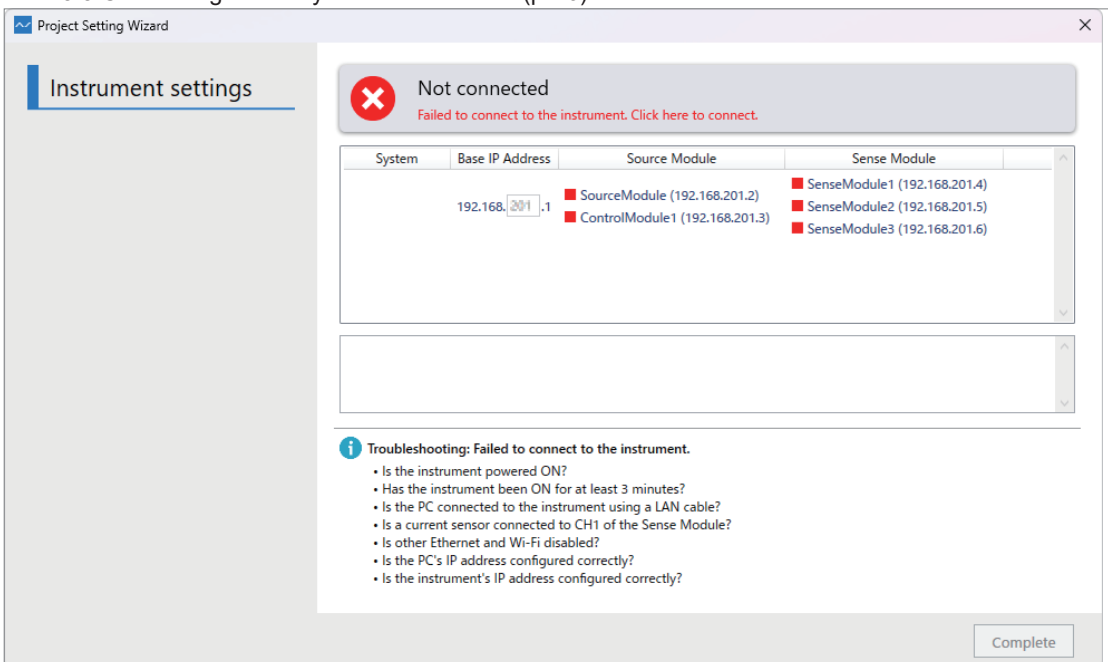 Project Setting Wizard
Instrument settings
Not connected
Failed to connect to the instrument. Click here to connect.
System Base IP Address Source Module Sense Module
192.168. 201 .1
SourceModule (192.168.201.2)
ControlModule1 (192.168.201.3)
SenseModule1 (192.168.201.4)
SenseModule2 (192.168.201.5)
SenseModule3 (192.168.201.6)
Troubleshooting: Failed to connect to the instrument.
• Is the instrument powered ON?
• Has the instrument been ON for at least 3 minutes?
• Is the PC connected to the instrument using a LAN cable?
• Is a current sensor connected to CH1 of the Sense Module?
• Is other Ethernet and Wi-Fi disabled?
• Is the PC's IP address configured correctly?
• Is the instrument's IP address configured correctly?
Complete